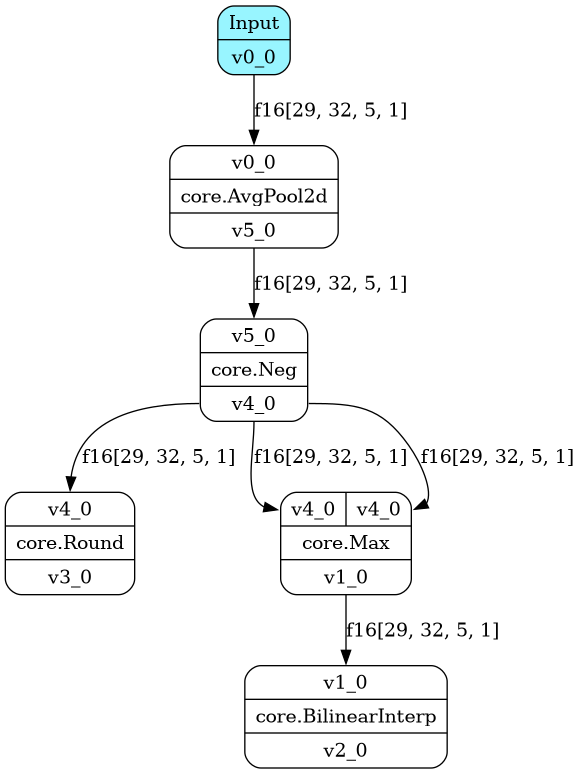 Input
v0_0
f16[29, 32, 5, 1]
v0_0
core.AvgPool2d
v5_0
f16[29, 32, 5, 1]
v5_0
core.Neg
v4_0
f16[29, 32, 5, 1]
f16[29, 32, 5, 1]
f16[29, 32, 5, 1]
v4_0
core.Round
v3_0
v4_0 v4_0
core.Max
v1_0
f16[29, 32, 5, 1]
v1_0
core.BilinearInterp
v2_0